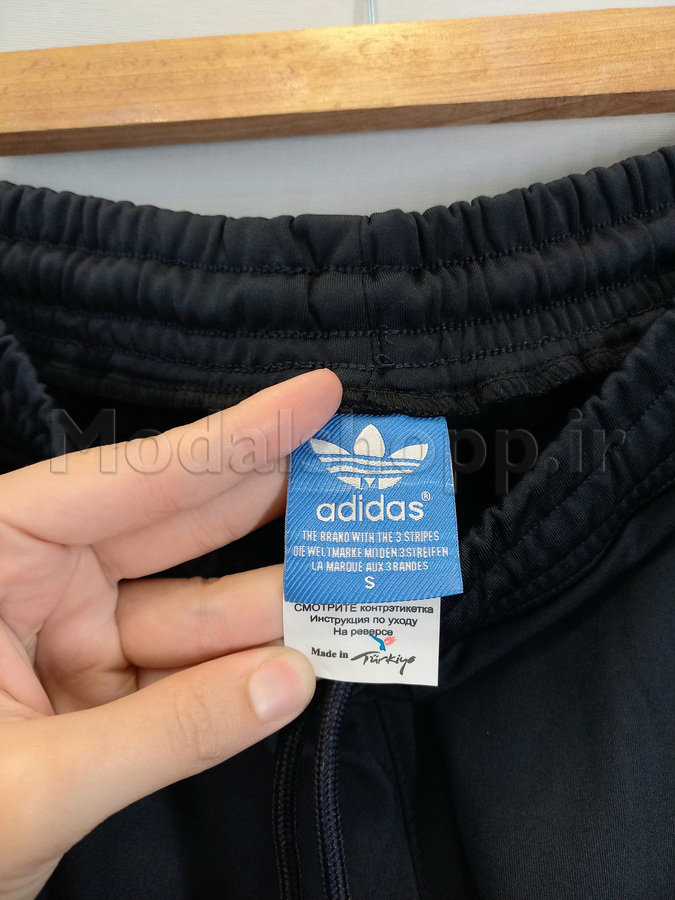 Modalshopp.ir
adidas®
THE BRAND WITH THE 3 STRIPES
DIE WELTMARKE MIT DEN 3 STREIFEN
LA MARQUE AUX 3 BANDES
S
СМОТРИТЕ контрэтикетка
Инструкция по уходу
На реверсе
Made in Türkiye